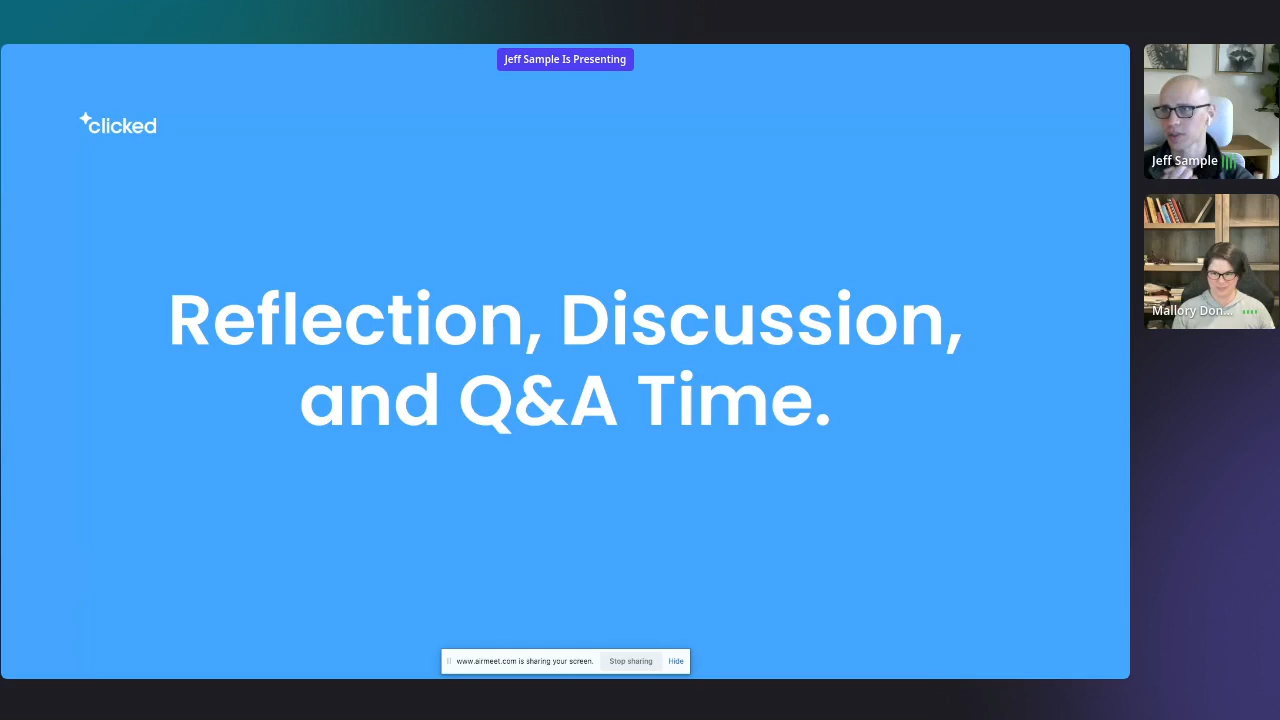 Jeff Sample Is Presenting
clicked
Reflection, Discussion,
and Q&A Time.
Jeff Sample
Mallory Don...
www.airmeet.com is sharing your screen.
Stop sharing
Hide